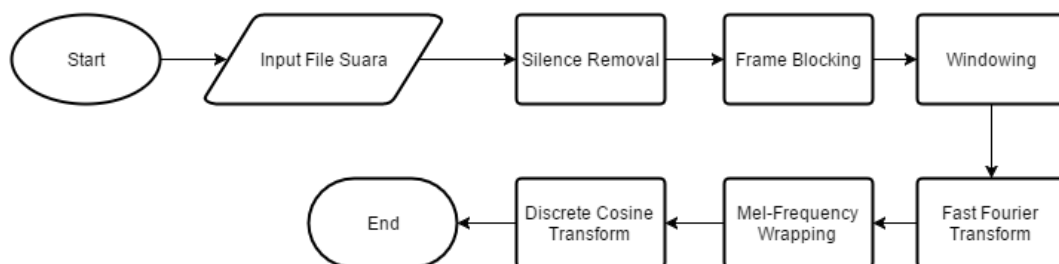 Start
Input File Suara
Silence Removal
Frame Blocking
Windowing
Fast Fourier
Transform
Mel-Frequency
Wrapping
Discrete Cosine
Transform
End